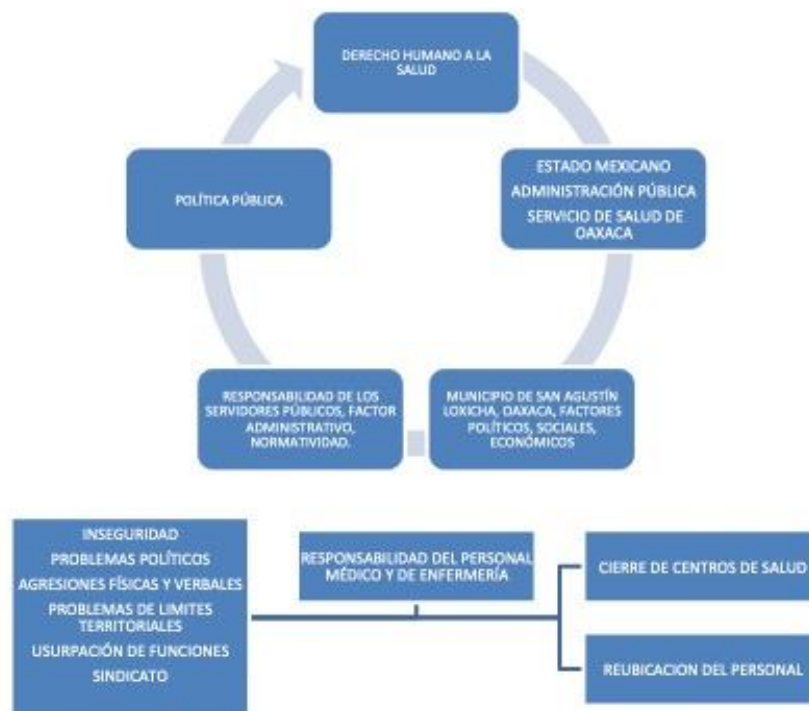 DERECHO HUMANO A LA
SALUD
ESTADO MEXICANO
ADMINISTRACIÓN PÚBLICA
SERVICIO DE SALUD DE
OAXACA
POLÍTICA PÚBLICA
RESPONSABILIDAD DE LOS
SERVIDORES PÚBLICOS, FACTOR
ADMINISTRATIVO,
NORMATIVIDAD.
MUNICIPIO DE SAN AGUSTÍN
LOXICHA, OAXACA, FACTORES
POLÍTICOS, SOCIALES,
ECONÓMICOS
INSEGURIDAD
PROBLEMAS POLÍTICOS
AGRESIONES FÍSICAS Y VERBALES
PROBLEMAS DE LIMITES
TERRITORIALES
USURPACIÓN DE FUNCIONES
SINDICATO
RESPONSABILIDAD DEL PERSONAL
MÉDICO Y DE ENFERMERÍA
CIERRE DE CENTROS DE SALUD
REUBICACION DEL PERSONAL